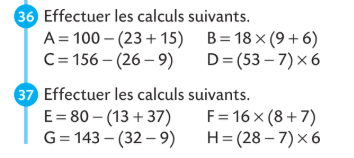 36 Effectuer les calculs suivants.
A = 100 – (23 + 15) B = 18 × (9 + 6)
C = 156 – (26 – 9) D = (53 – 7) × 6
37 Effectuer les calculs suivants.
E = 80 – (13 + 37) F = 16 × (8 + 7)
G = 143 – (32 – 9) H = (28 – 7) × 6